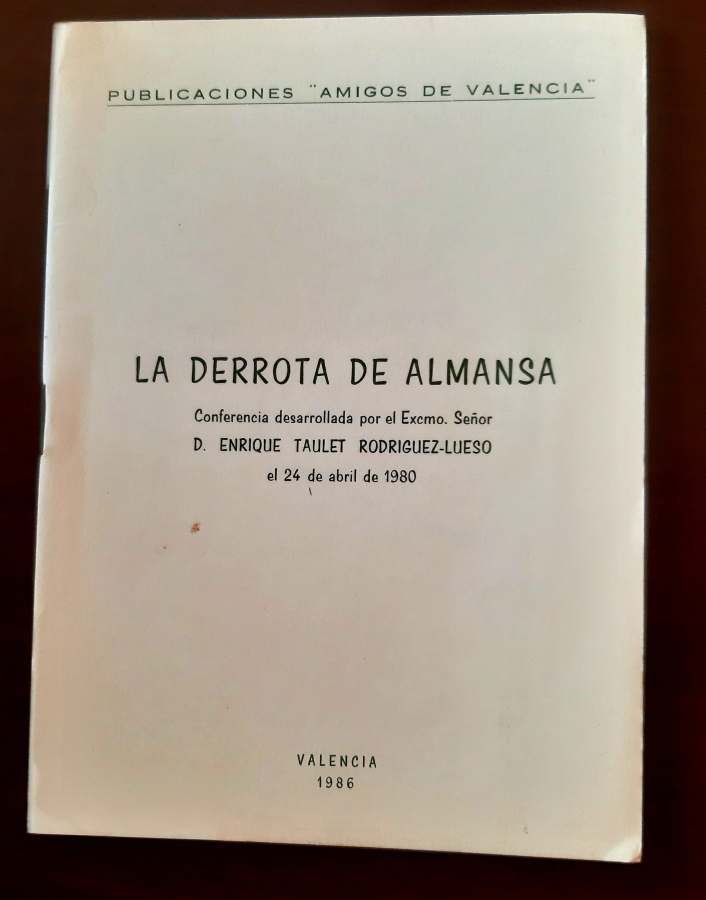 PUBLICACIONES "AMIGOS DE VALENCIA"
LA DERROTA DE ALMANSA
Conferencia desarrollada por el Excmo. Señor
D. ENRIQUE TAULET RODRIGUEZ-LUESO
el 24 de abril de 1980
VALENCIA
1986